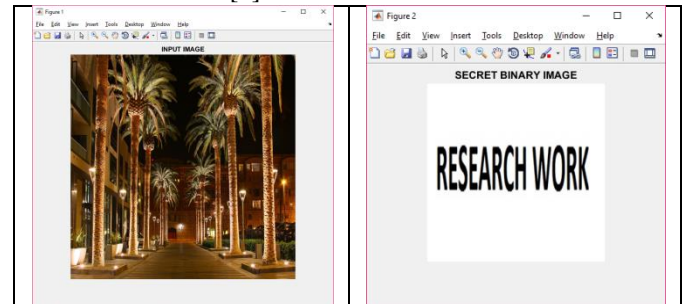 Figure 1
File Edit View Insert Tools Desktop Window Help
INPUT IMAGE
Figure 2
File Edit View Insert Tools Desktop Window Help
SECRET BINARY IMAGE
RESEARCH WORK